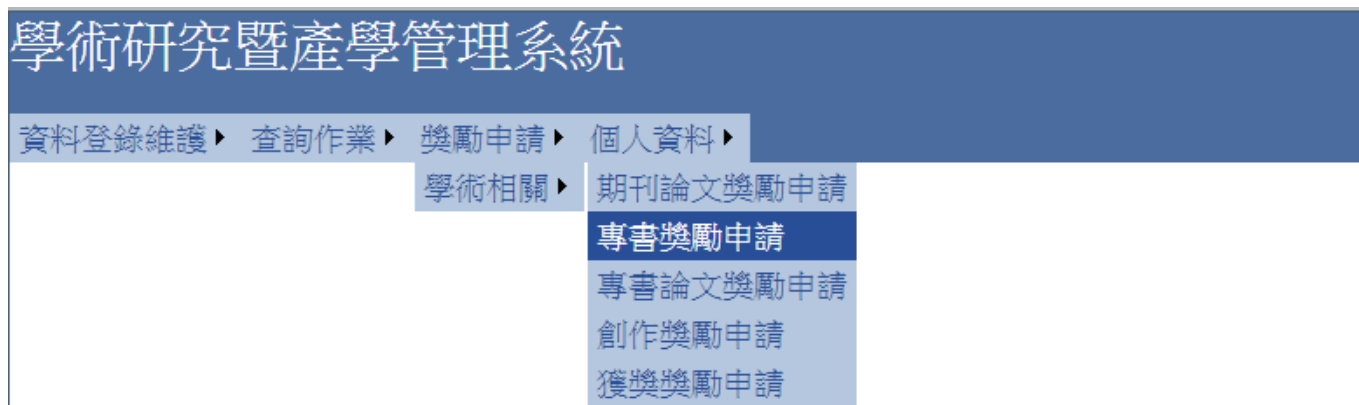 學術研究暨產學管理系統
資料登錄維護 查詢作業 獎勵申請 個人資料
學術相關 期刊論文獎勵申請
專書獎勵申請
專書論文獎勵申請
創作獎勵申請
獲獎獎勵申請